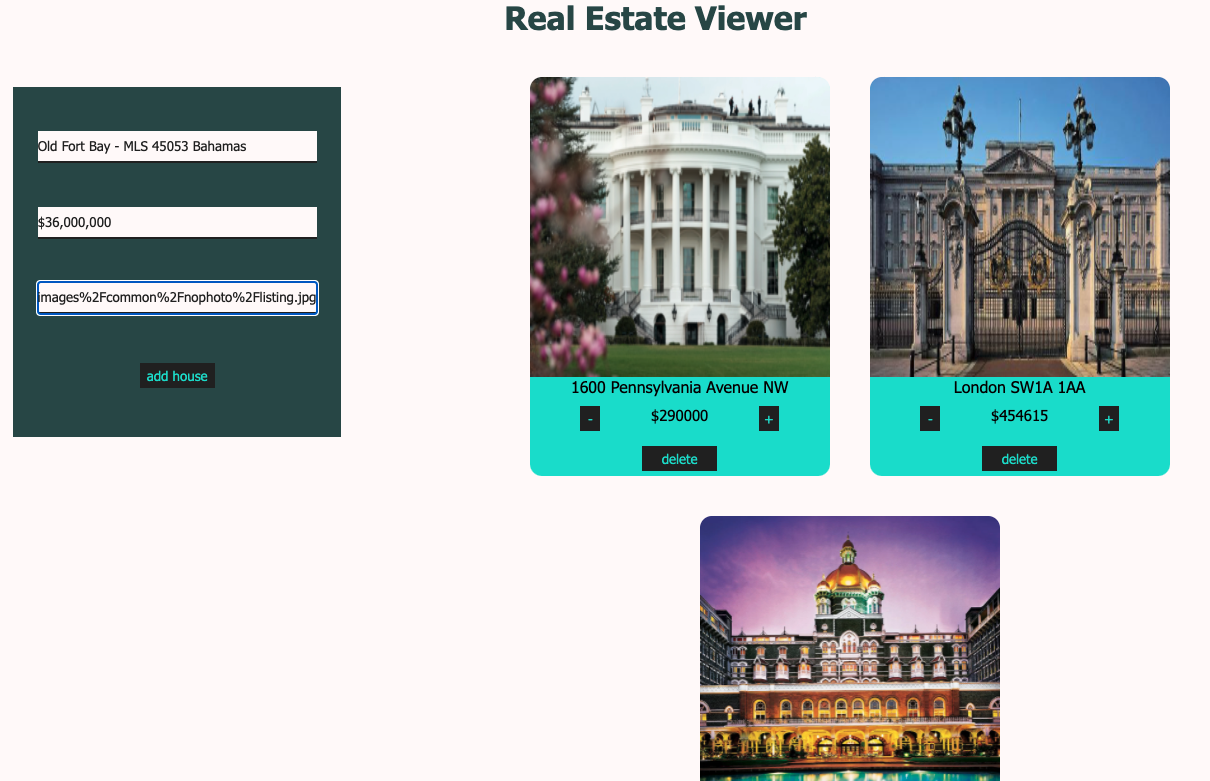 Real Estate Viewer
Old Fort Bay - MLS 45053 Bahamas
$36,000,000
images%2Fcommon%2Fnophoto%2Flisting.jpg
add house
1600 Pennsylvania Avenue NW
- $290000 +
delete
London SW1A 1AA
- $454615 +
delete